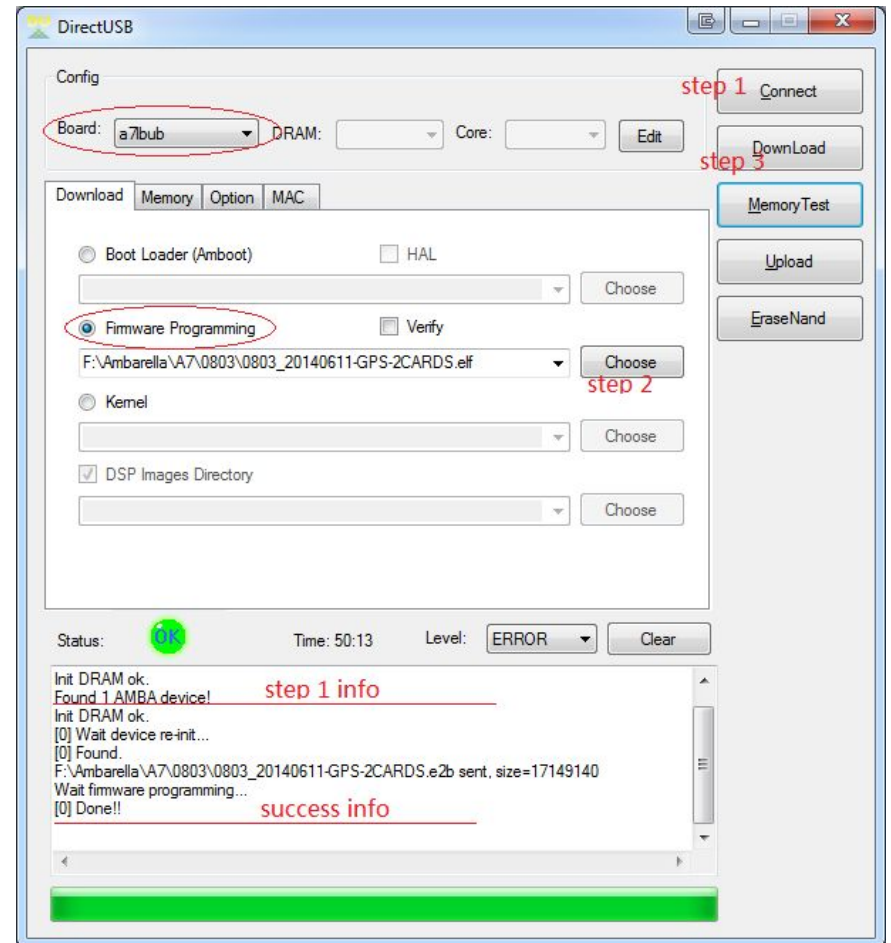 DirectUSB
Config
step 1
Connect
Board: a7lbub DRAM: Core: Edit
DownLoad
step 3
Download Memory Option MAC
MemoryTest
Boot Loader (Amboot) HAL
Upload
Choose
Firmware Programming Verify
EraseNand
F:\Ambarella\A7\0803\0803_20140611-GPS-2CARDS.elf Choose
step 2
Kernel
Choose
DSP Images Directory
Choose
Status: OK Time: 50:13 Level: ERROR Clear
Init DRAM ok.
step 1 info
Found 1 AMBA device!
Init DRAM ok.
[0] Wait device re-init...
[0] Found.
F:\Ambarella\A7\0803\0803_20140611-GPS-2CARDS.e2b sent, size=17149140
Wait firmware programming...
[0] Done!!
success info